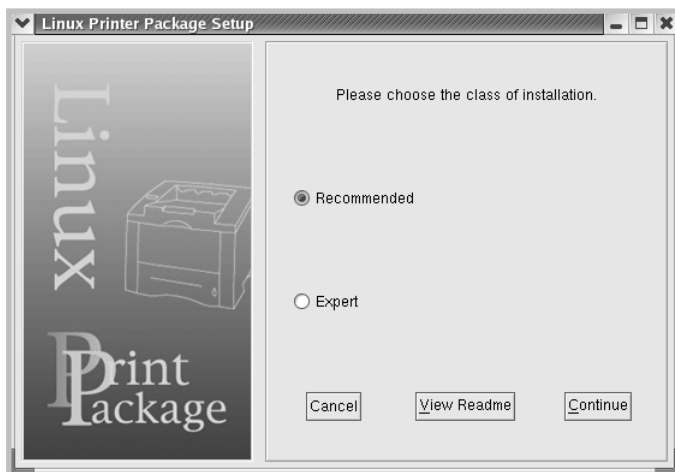 Linux Printer Package Setup
Linux
Print
Package
Please choose the class of installation.
Recommended
Expert
Cancel
View Readme
Continue